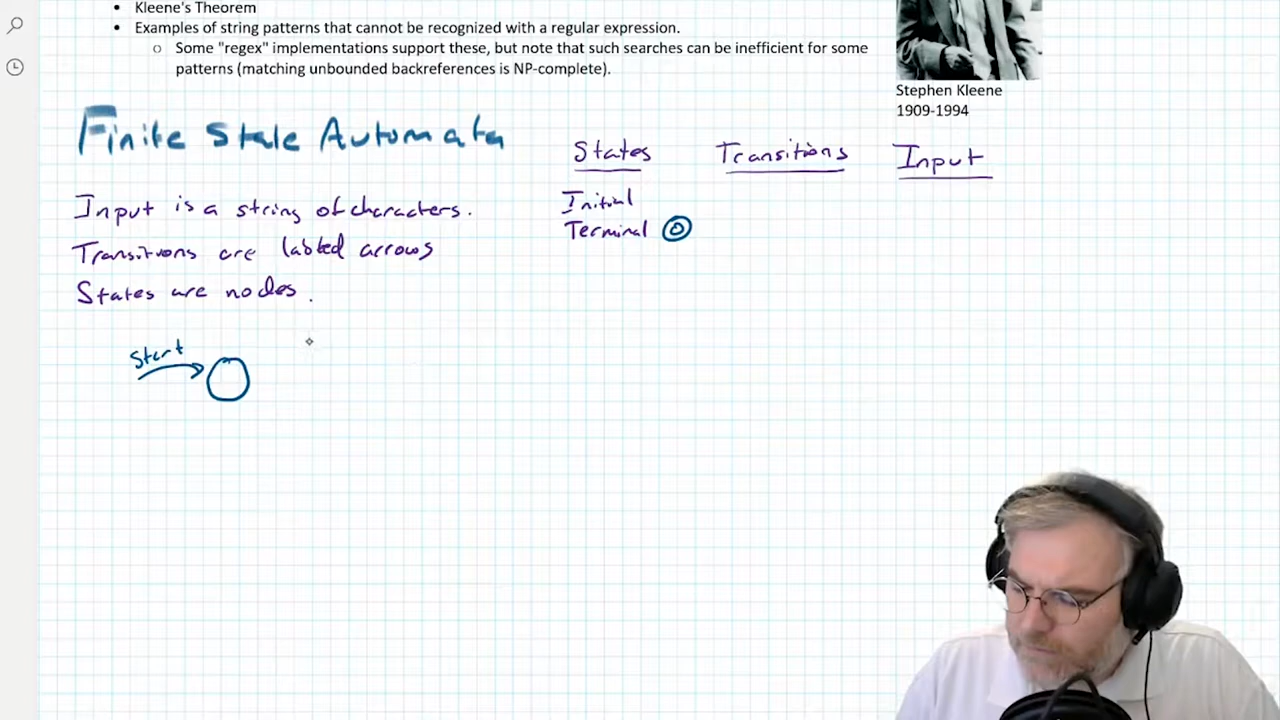 Kleene's Theorem
Examples of string patterns that cannot be recognized with a regular expression.
Some "regex" implementations support these, but note that such searches can be inefficient for some
patterns (matching unbounded backreferences is NP-complete).
Stephen Kleene
1909-1994
Finite State Automata
Input is a string of characters.
Transitions are labled arrows
States are nodes.
Start
States
Initial
Terminal
Transitions
Input